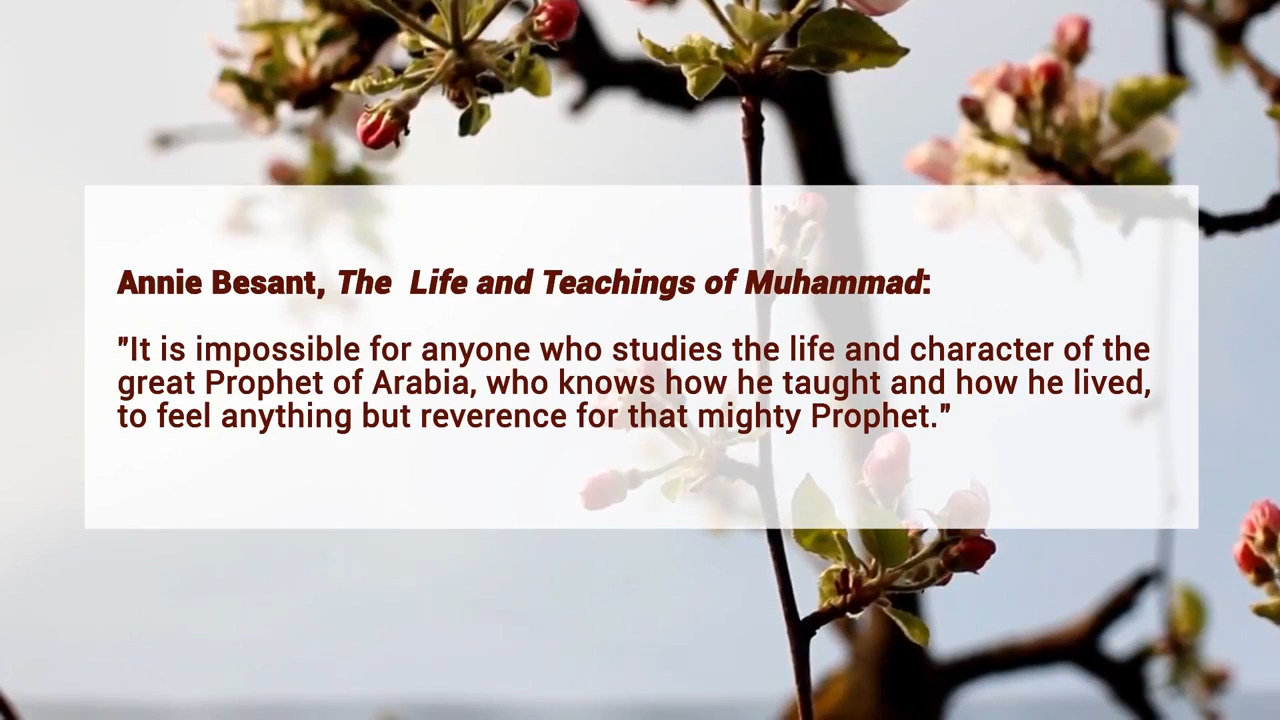 Annie Besant, The Life and Teachings of Muhammad:
"It is impossible for anyone who studies the life and character of the
great Prophet of Arabia, who knows how he taught and how he lived,
to feel anything but reverence for that mighty Prophet."